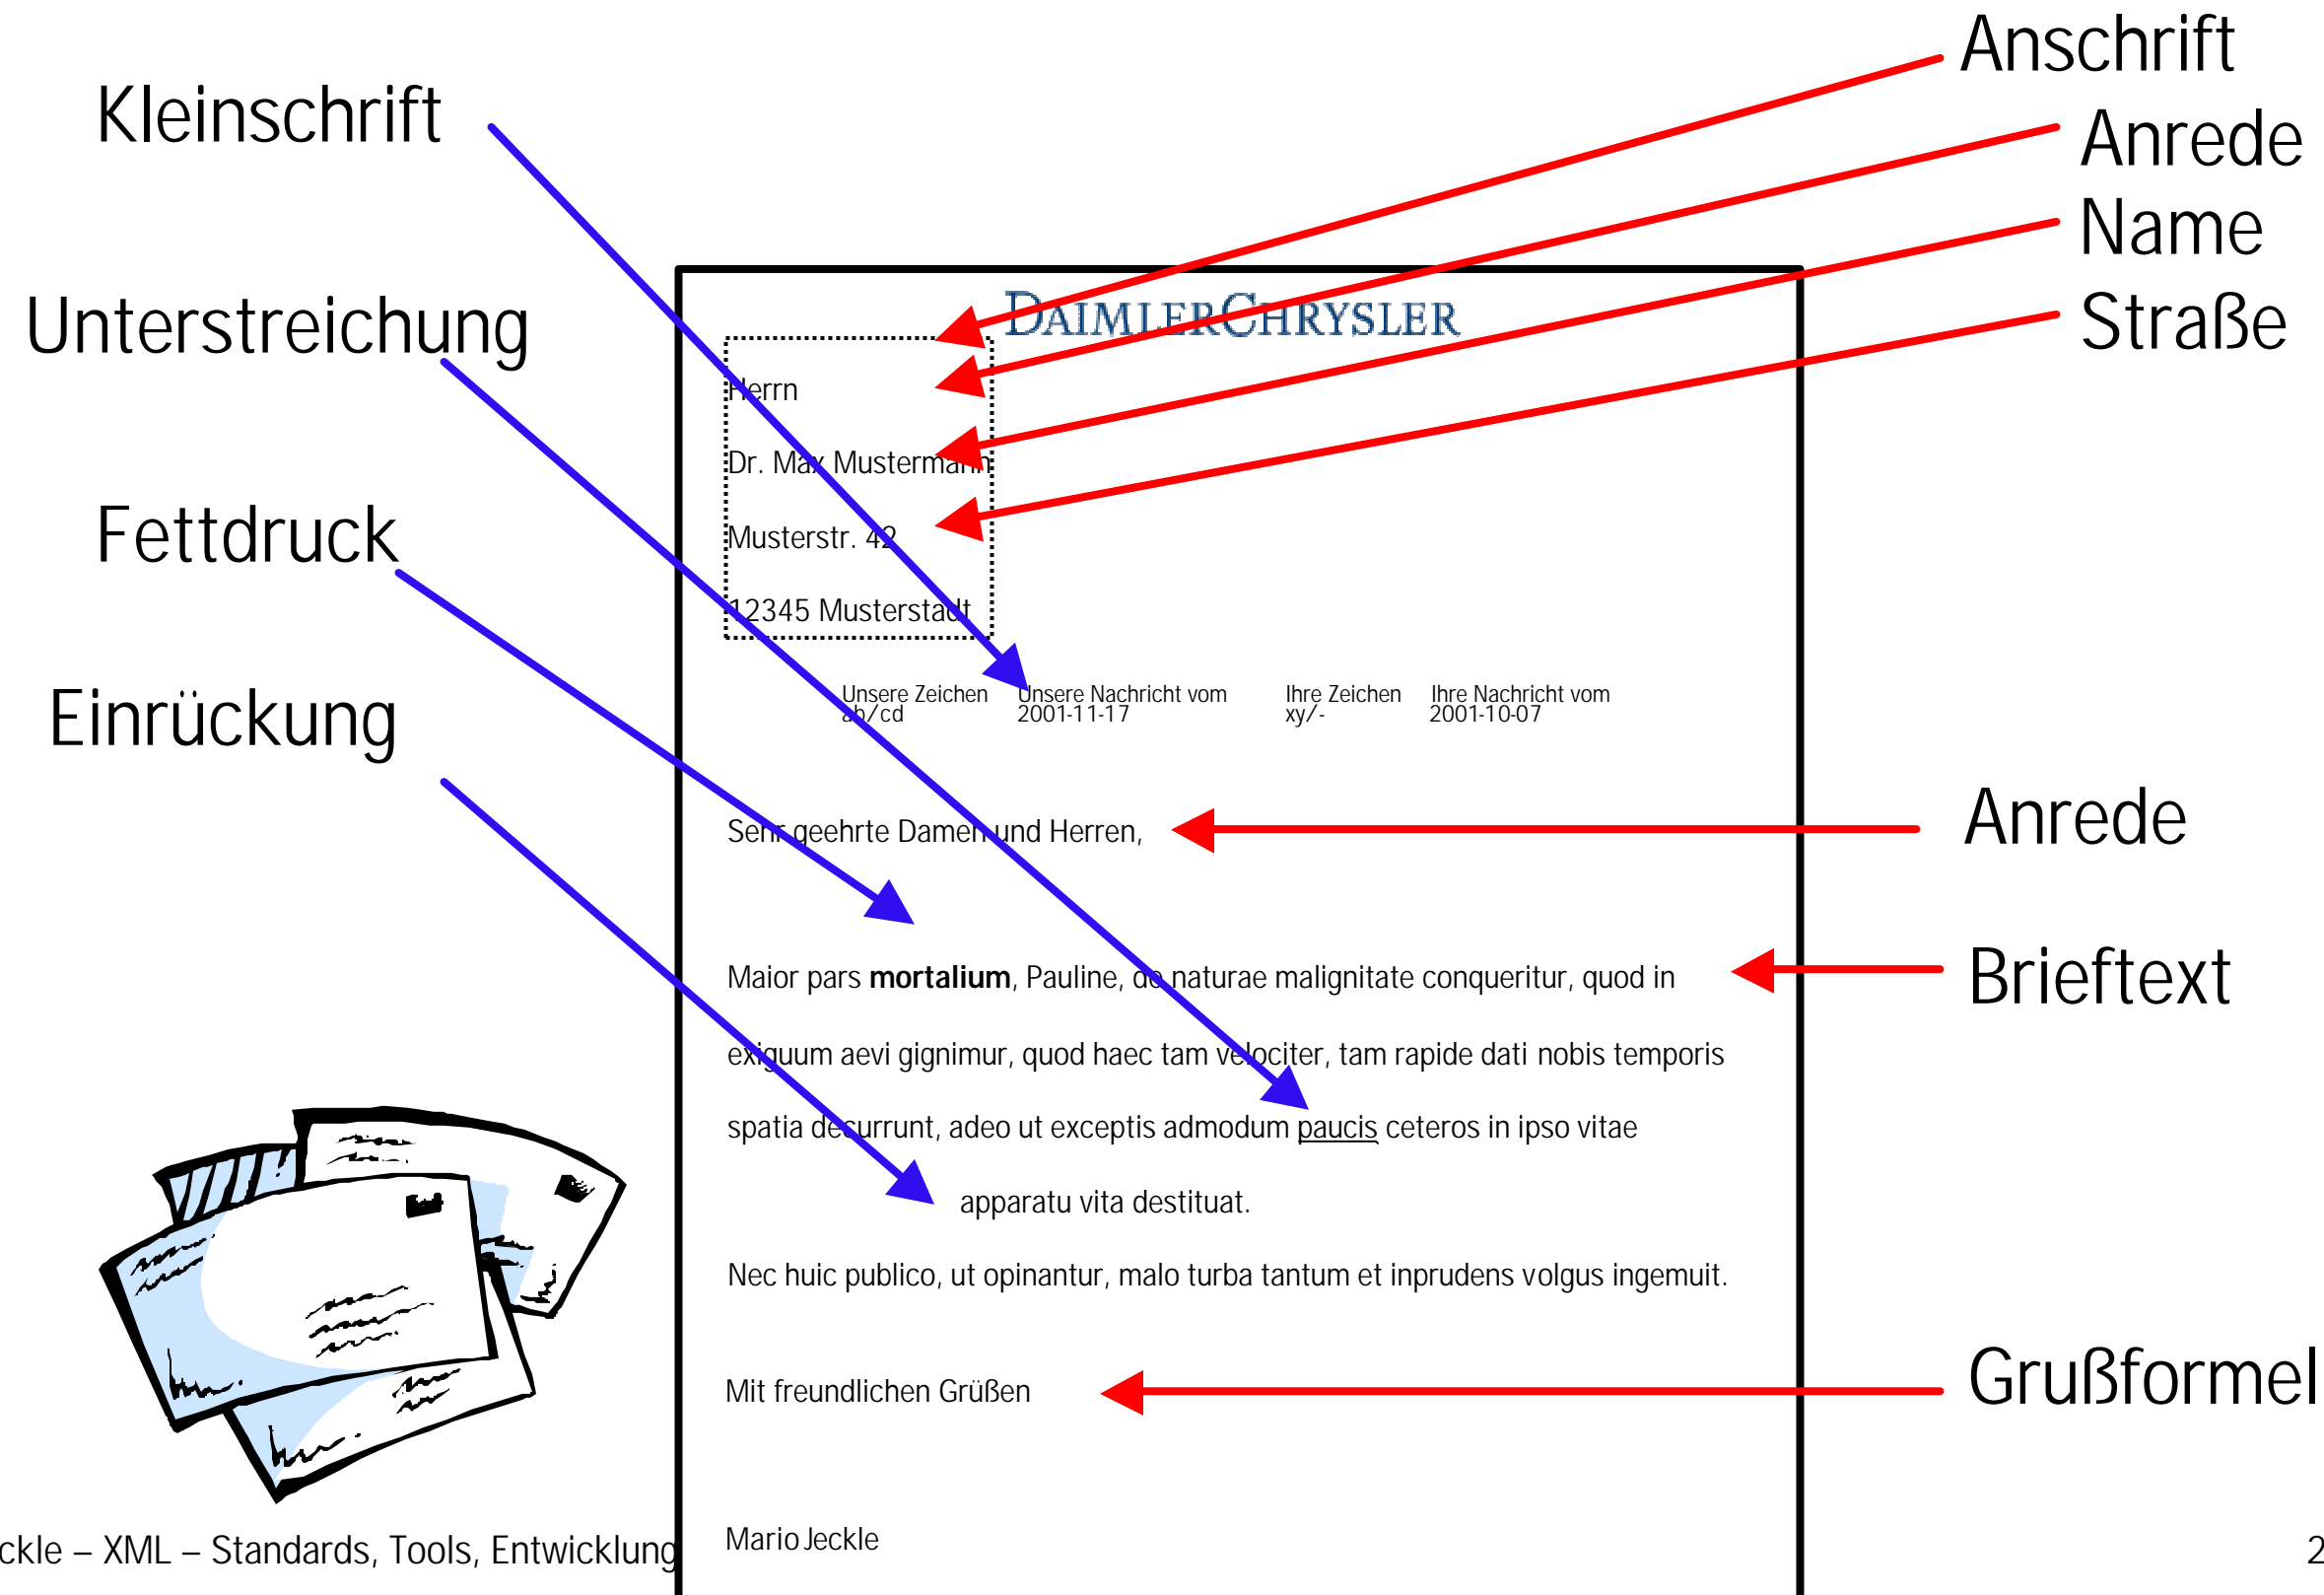 Anschrift
Anrede
Name
Straße
Kleinschrift
Unterstreichung
Fettdruck
Einrückung
DAIMLERCHRYSLER
Herrn
Dr. Max Mustermann
Musterstr. 42
12345 Musterstadt
Unsere Zeichen Unsere Nachricht vom Ihre Zeichen Ihre Nachricht vom
ab/cd 2001-11-17 xy/- 2001-10-07
Sehr geehrte Damen und Herren,
Anrede
Maior pars mortalium, Pauline, de naturae malignitate conqueritur, quod in
Brieftext
exiguum aevi gignimur, quod haec tam velociter, tam rapide dati nobis temporis
spatia decurrunt, adeo ut exceptis admodum paucis ceteros in ipso vitae
apparatu vita destituat.
Nec huic publico, ut opinantur, malo turba tantum et inprudens volgus ingemuit.
Mit freundlichen Grüßen
Grußformel
Mario Jeckle
ckle – XML – Standards, Tools, Entwicklung
2